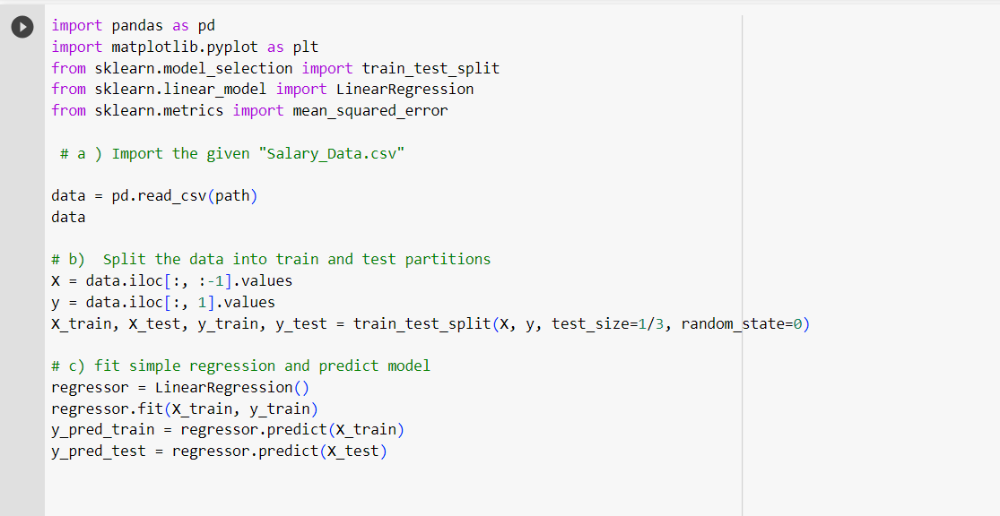 import pandas as pd
import matplotlib.pyplot as plt
from sklearn.model_selection import train_test_split
from sklearn.linear_model import LinearRegression
from sklearn.metrics import mean_squared_error
# a ) Import the given "Salary_Data.csv"
data = pd.read_csv(path)
data
# b)  Split the data into train and test partitions
X = data.iloc[:, :-1].values
y = data.iloc[:, 1].values
X_train, X_test, y_train, y_test = train_test_split(X, y, test_size=1/3, random_state=0)
# c) fit simple regression and predict model
regressor = LinearRegression()
regressor.fit(X_train, y_train)
y_pred_train = regressor.predict(X_train)
y_pred_test = regressor.predict(X_test)